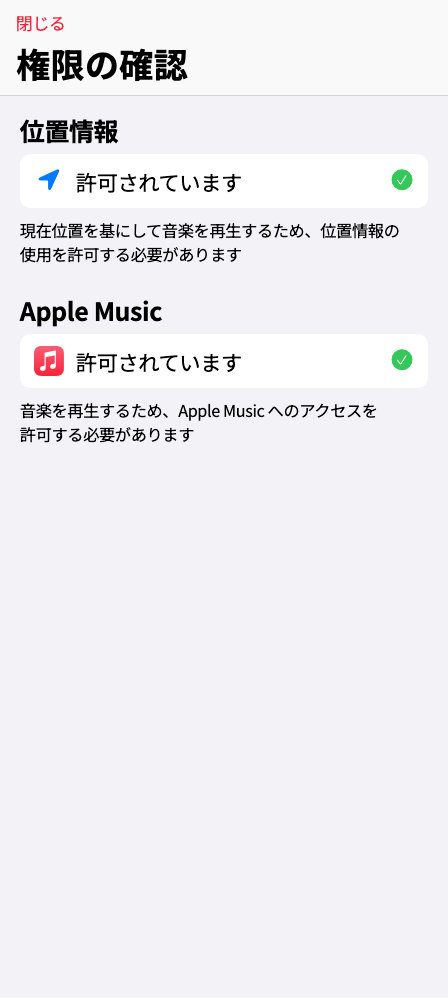 閉じる
権限の確認
位置情報
許可されています
現在位置を基にして音楽を再生するため、位置情報の
使用を許可する必要があります
Apple Music
許可されています
音楽を再生するため、Apple Music へのアクセスを
許可する必要があります